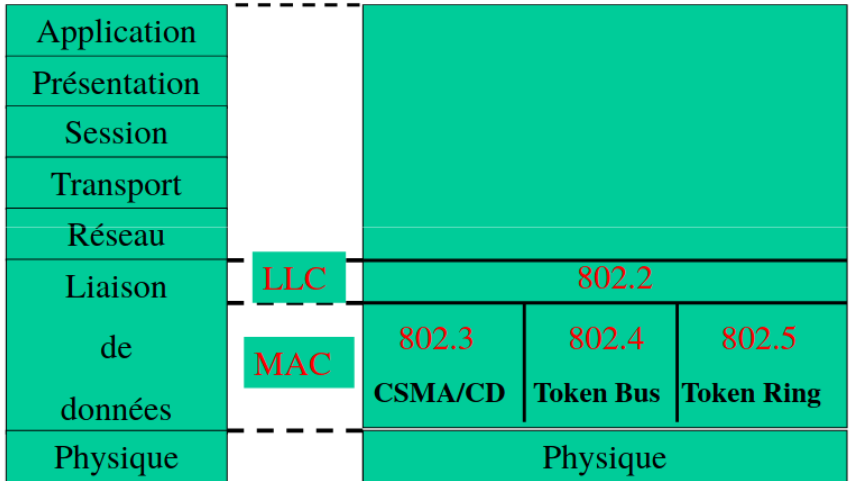 Application
Présentation
Session
Transport
Réseau
Liaison
de
données
Physique
LLC
MAC
802.2
802.3
CSMA/CD
802.4
Token Bus
802.5
Token Ring
Physique